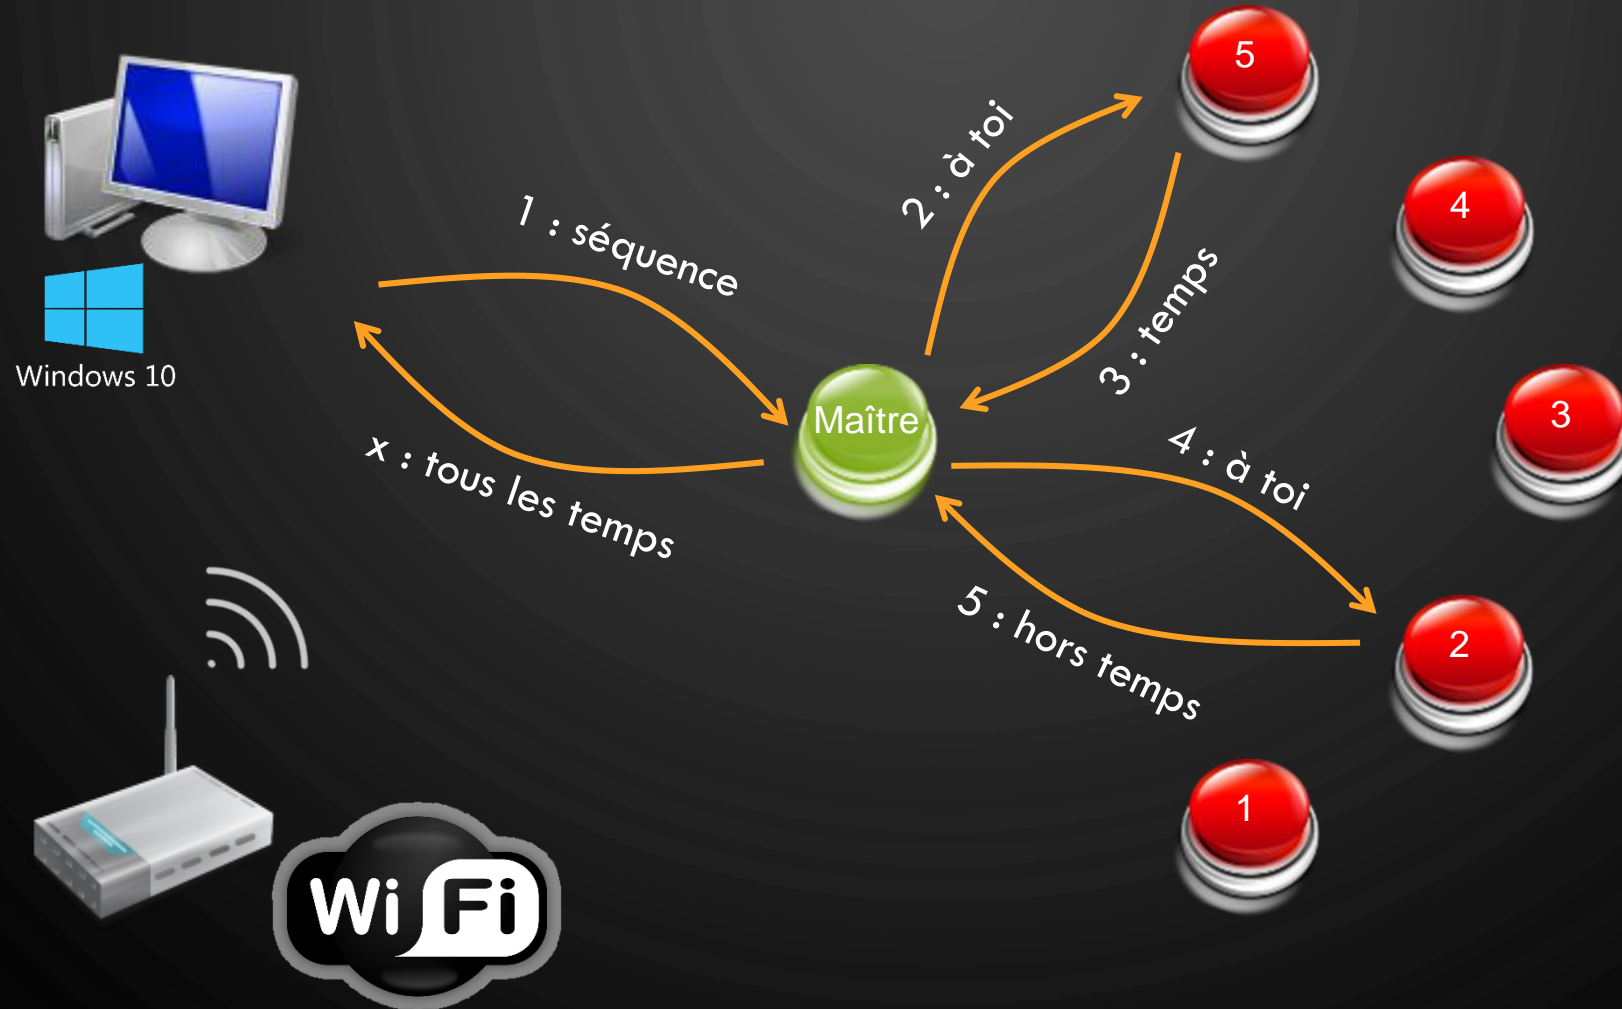 5
2 : à toi
4
1 : séquence
3 : temps
Windows 10
Maître
3
4 : à toi
x : tous les temps
5 : hors temps
2
1
Wi Fi